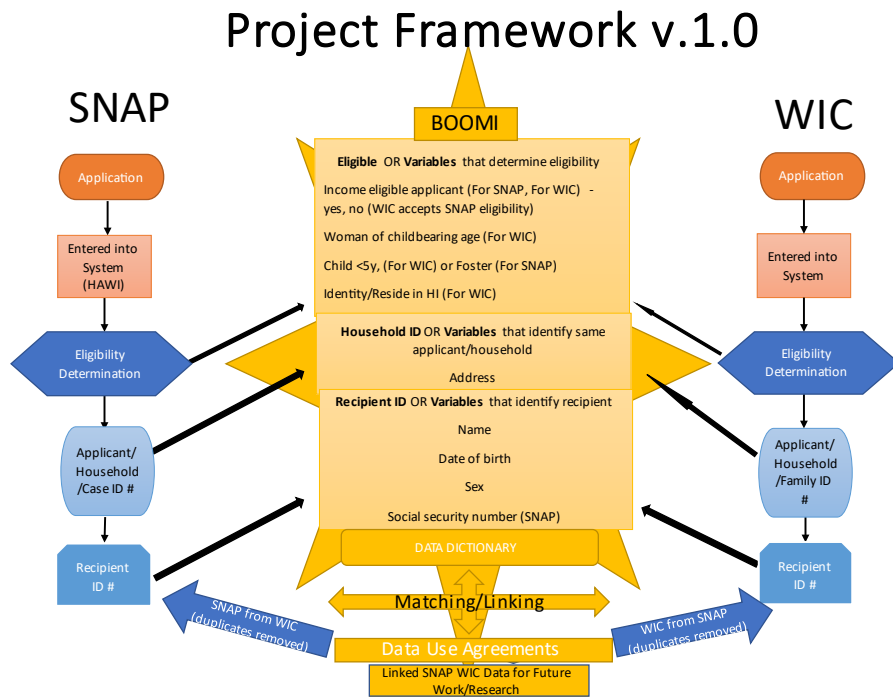 Project Framework v.1.0
SNAP
Application
Entered into
System
(HAWI)
Eligibility
Determination
Applicant/
Household
/Case ID #
Recipient
ID #
BOOMI
Eligible OR Variables that determine eligibility
Income eligible applicant (For SNAP, For WIC) -
yes, no (WIC accepts SNAP eligibility)
Woman of childbearing age (For WIC)
Child <5y, (For WIC) or Foster (For SNAP)
Identity/Reside in HI (For WIC)
Household ID OR Variables that identify same
applicant/household
Address
Recipient ID OR Variables that identify recipient
Name
Date of birth
Sex
Social security number (SNAP)
DATA DICTIONARY
Matching/Linking
Data Use Agreements
Linked SNAP WIC Data for Future
Work/Research
SNAP from WIC
(duplicates removed)
WIC from SNAP
(duplicates removed)
WIC
Application
Entered into
System
Eligibility
Determination
Applicant/
Household
/Family ID
#
Recipient
ID #